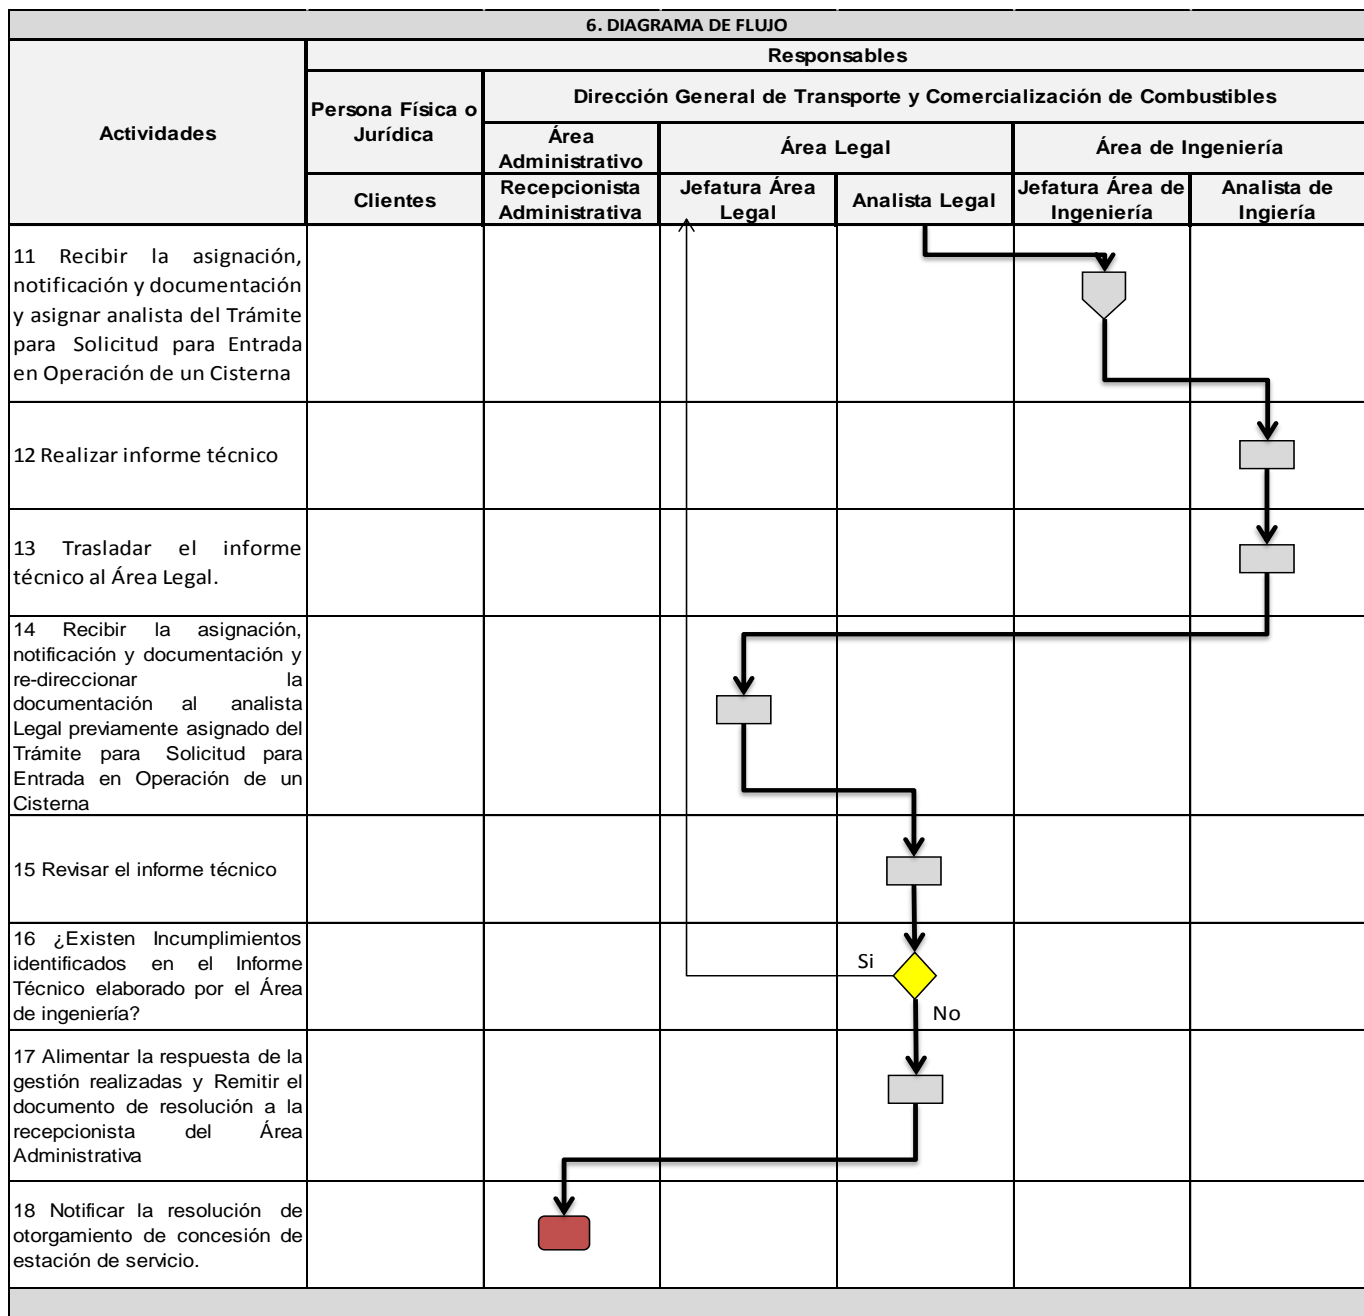 6. DIAGRAMA DE FLUJO
Actividades
Responsables
Persona Física o
Jurídica
Dirección General de Transporte y Comercialización de Combustibles
Área
Administrativo
Área Legal
Área de Ingeniería
Clientes
Recepcionista
Administrativa
Jefatura Área
Legal
Analista Legal
Jefatura Área de
Ingeniería
Analista de
Ingiería
11 Recibir la asignación,
notificación y documentación
y asignar analista del Trámite
para Solicitud para Entrada
en Operación de un Cisterna
12 Realizar informe técnico
13 Trasladar el informe
técnico al Área Legal.
14 Recibir la asignación,
notificación y documentación y
re-direccionar la
documentación al analista
Legal previamente asignado del
Trámite para Solicitud para
Entrada en Operación de un
Cisterna
15 Revisar el informe técnico
16 ¿Existen Incumplimientos
identificados en el Informe
Técnico elaborado por el Área
de ingeniería?
Si
No
17 Alimentar la respuesta de la
gestión realizadas y Remitir el
documento de resolución a la
recepcionista del Área
Administrativa
18 Notificar la resolución de
otorgamiento de concesión de
estación de servicio.